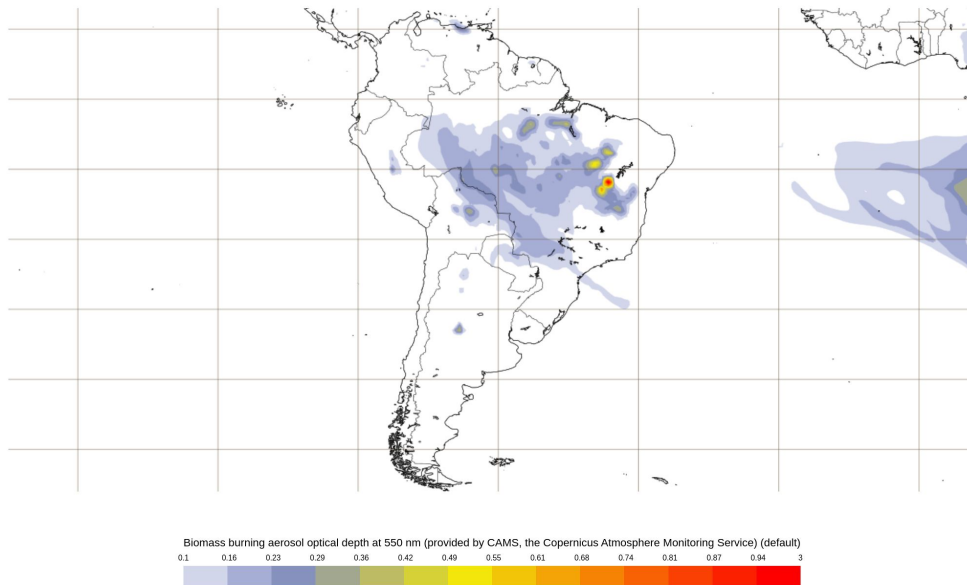 Biomass burning aerosol optical depth at 550 nm (provided by CAMS, the Copernicus Atmosphere Monitoring Service) (default)
0.1 0.16 0.23 0.29 0.36 0.42 0.49 0.55 0.61 0.68 0.74 0.81 0.87 0.94 3